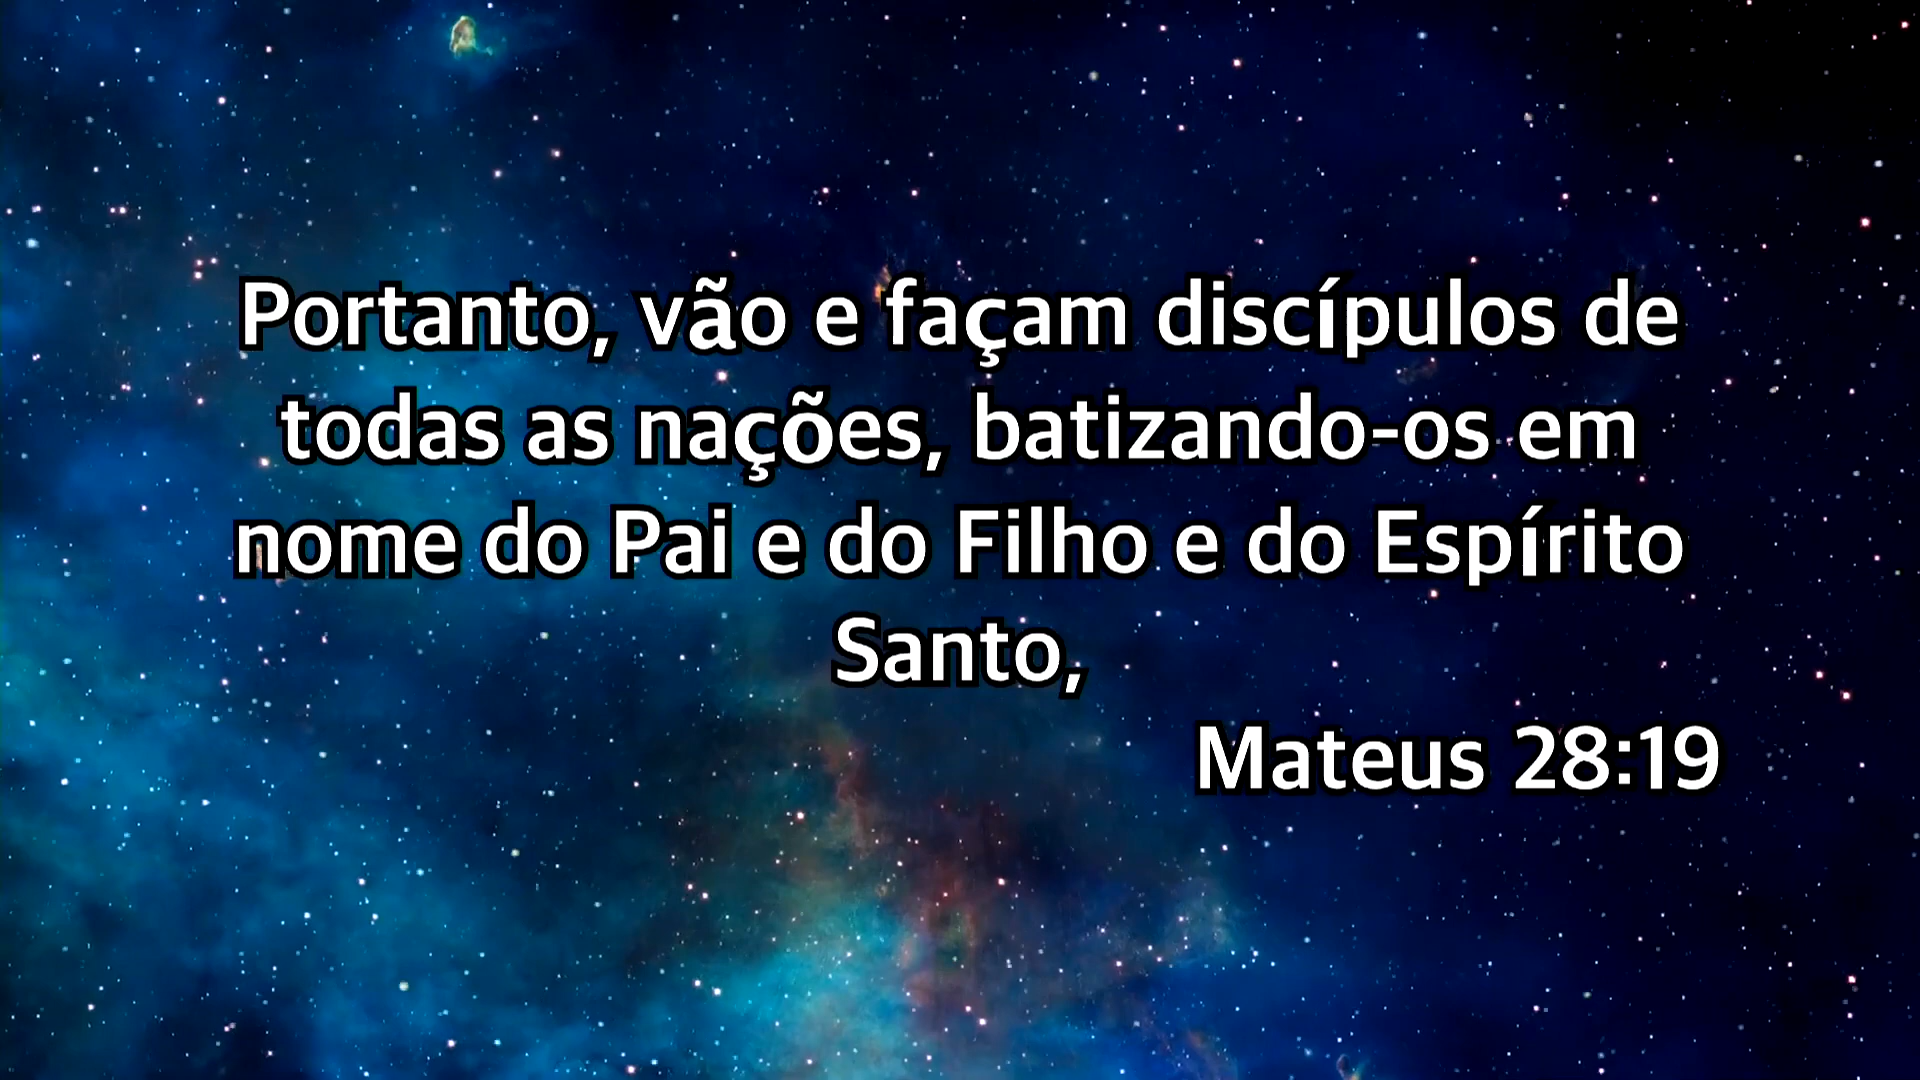 Portanto, vão e façam discípulos de
todas as nações, batizando-os em
nome do Pai e do Filho e do Espírito
Santo,
Mateus 28:19